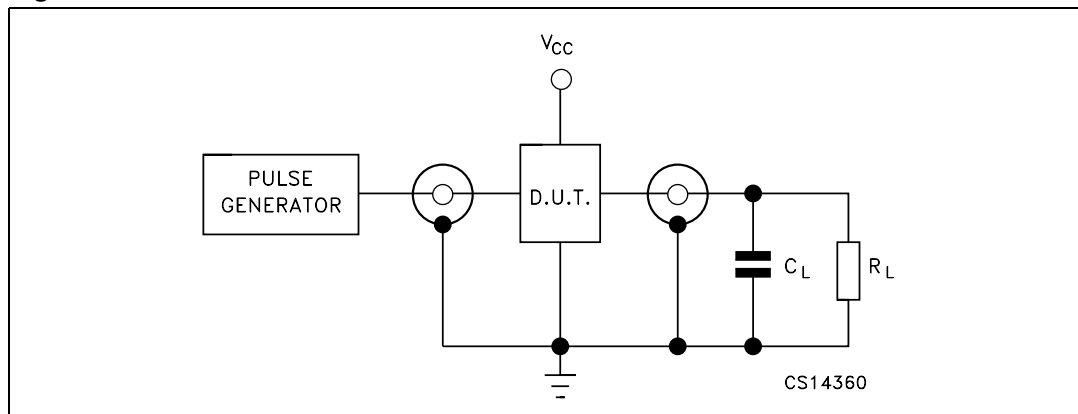 VCC
PULSE
GENERATOR
D.U.T.
CL
RL
CS14360